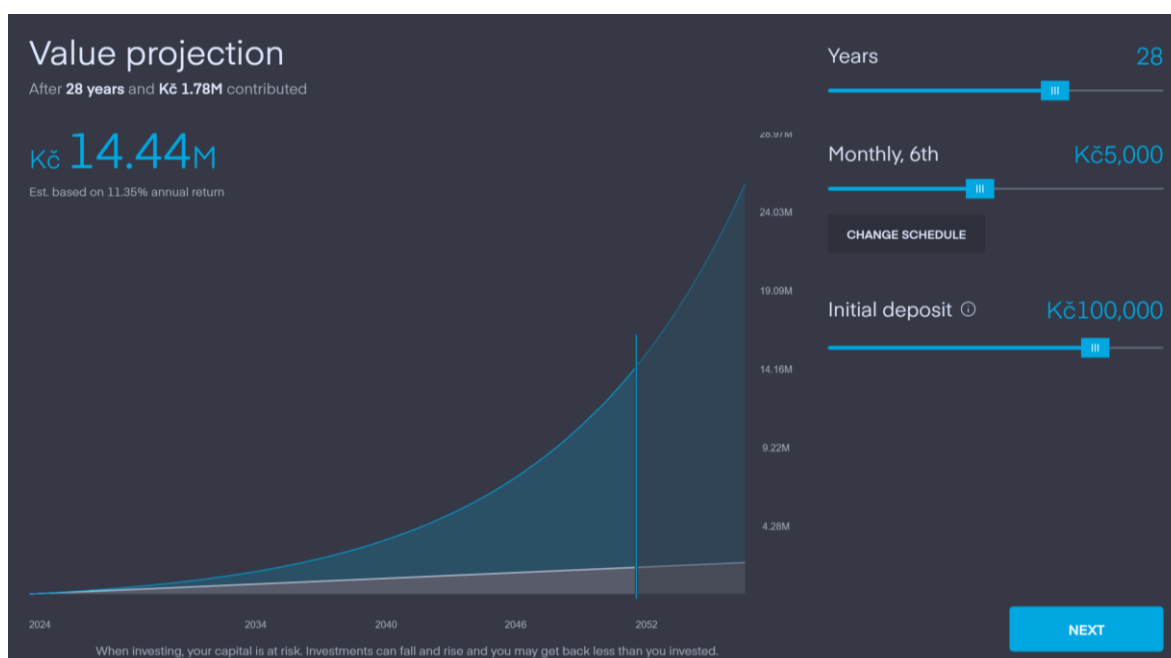 Value projection
After 28 years and Kč 1.78M contributed
Kč 14.44M
Est. based on 11.35% annual return
24.03M
19.09M
14.16M
9.22M
4.28M
2024
2034
2040
2046
2052
When investing, your capital is at risk. Investments can fall and rise and you may get back less than you invested.
Years
28
Monthly, 6th
Kč5,000
CHANGE SCHEDULE
Initial deposit
Kč100,000
NEXT